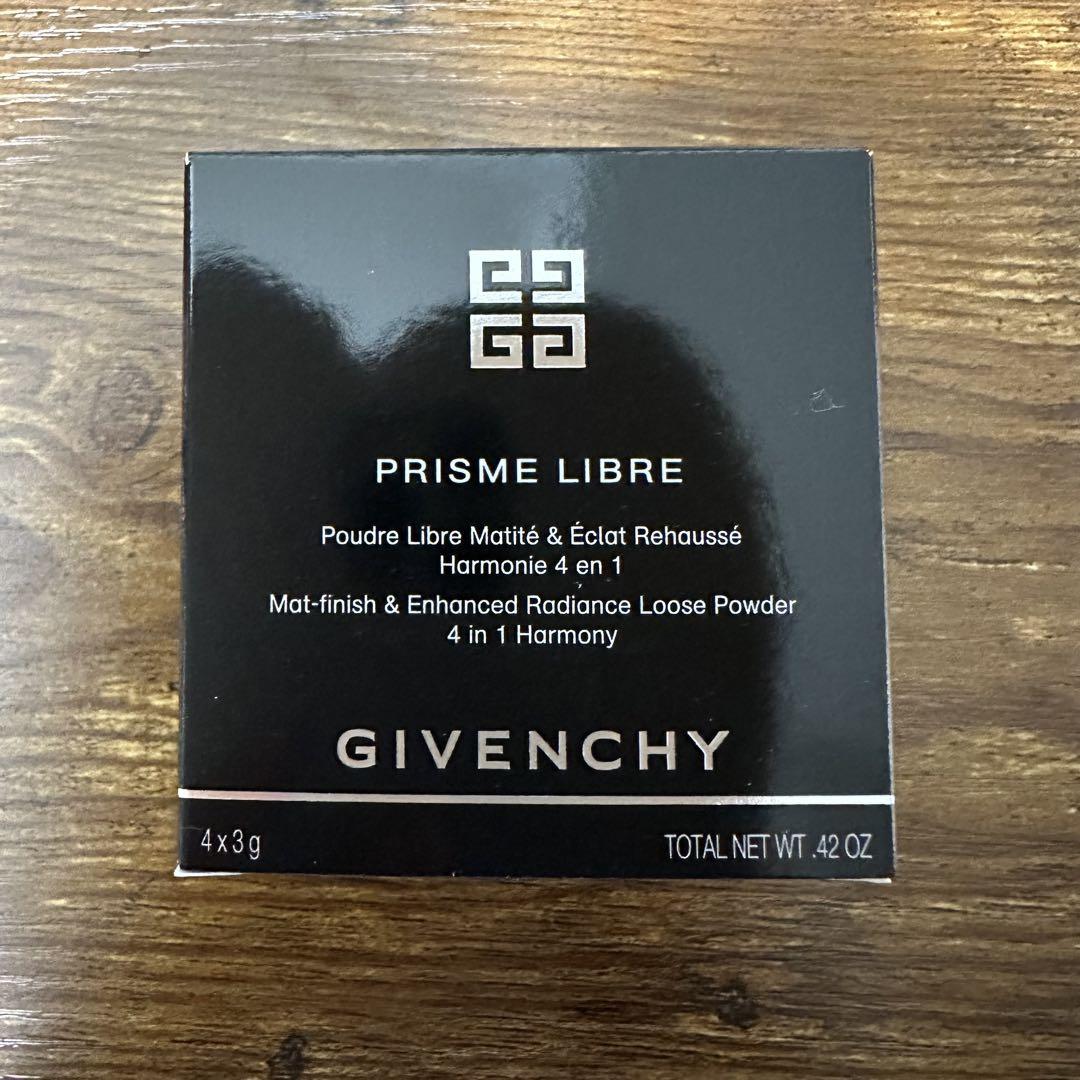 PRISME LIBRE
Poudre Libre Matité & Éclat Rehaussé
Harmonie 4 en 1
Mat-finish & Enhanced Radiance Loose Powder
4 in 1 Harmony
GIVENCHY
4 x 3 g
TOTAL NET WT .42 OZ